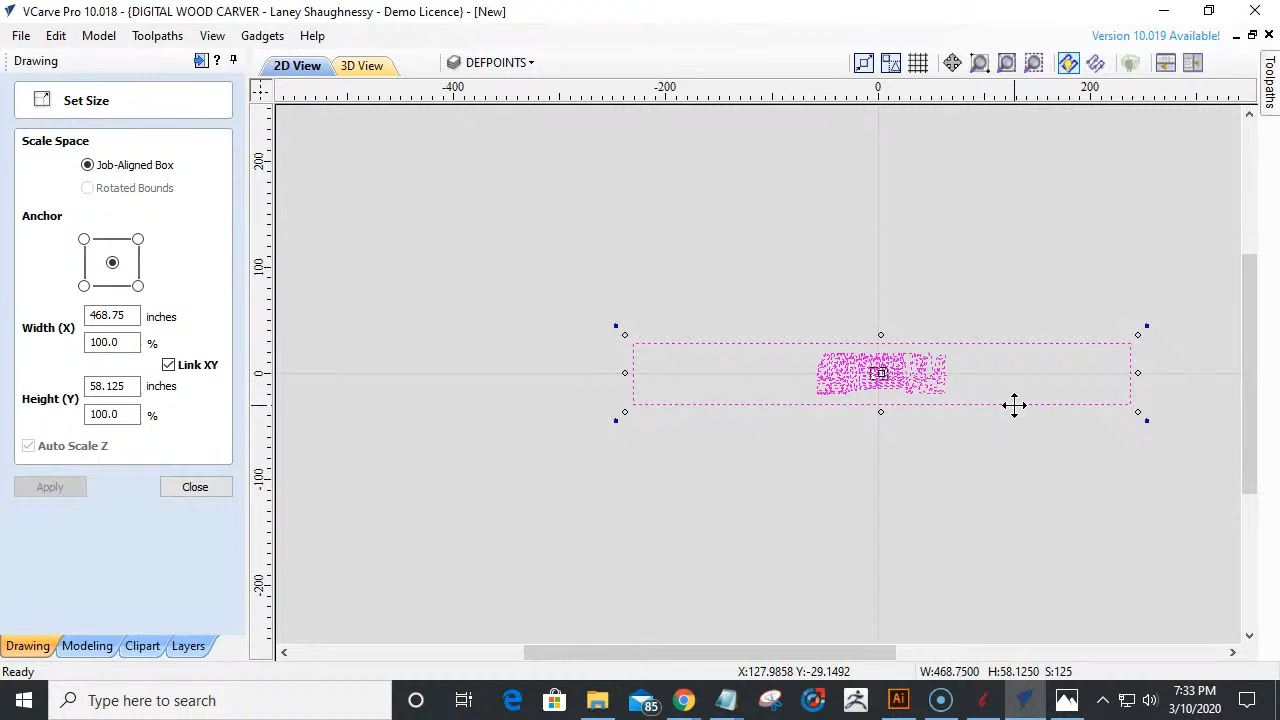 VCarve Pro 10.018 - {DIGITAL WOOD CARVER - Laney Shaughnessy - Demo Licence} - [New]
File Edit Model Toolpaths View Gadgets Help
Version 10.019 Available!
Drawing
?
2D View
3D View
DEFPOINTS
Toolpaths
Set Size
Scale Space
Job-Aligned Box
Rotated Bounds
Anchor
Width (X)
468.75 inches
100.0 %
Link XY
Height (Y)
58.125 inches
100.0 %
Auto Scale Z
Apply
Close
-400 -200 0 200
200
100
0
-100
-200
Drawing Modeling Clipart Layers
Ready
X:127.9858 Y:-29.1492
W:468.7500 H:58.1250 S:125
Type here to search
85
Ai
7:33 PM
3/10/2020